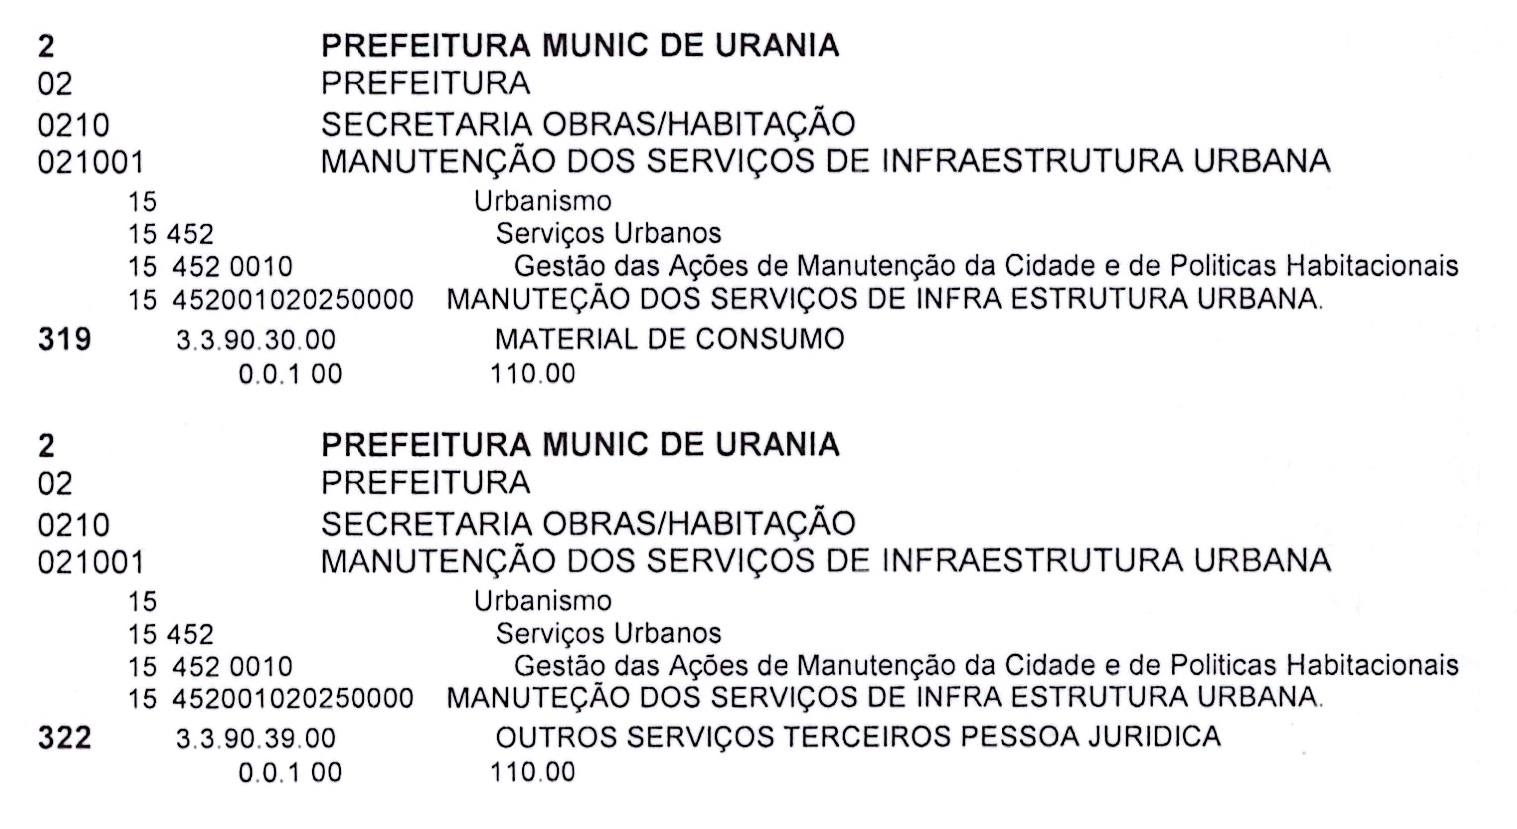 2 PREFEITURA MUNIC DE URANIA
02 PREFEITURA
0210 SECRETARIA OBRAS/HABITAÇÃO
021001 MANUTENÇÃO DOS SERVIÇOS DE INFRAESTRUTURA URBANA
15 Urbanismo
15 452 Serviços Urbanos
15 452 0010 Gestão das Ações de Manutenção da Cidade e de Politicas Habitacionais
15 452001020250000 MANUTEÇÃO DOS SERVIÇOS DE INFRA ESTRUTURA URBANA.
319 3.3.90.30.00 MATERIAL DE CONSUMO
0.0.1 00 110.00
2 PREFEITURA MUNIC DE URANIA
02 PREFEITURA
0210 SECRETARIA OBRAS/HABITAÇÃO
021001 MANUTENÇÃO DOS SERVIÇOS DE INFRAESTRUTURA URBANA
15 Urbanismo
15 452 Serviços Urbanos
15 452 0010 Gestão das Ações de Manutenção da Cidade e de Politicas Habitacionais
15 452001020250000 MANUTEÇÃO DOS SERVIÇOS DE INFRA ESTRUTURA URBANA.
322 3.3.90.39.00 OUTROS SERVIÇOS TERCEIROS PESSOA JURIDICA
0.0.1 00 110.00